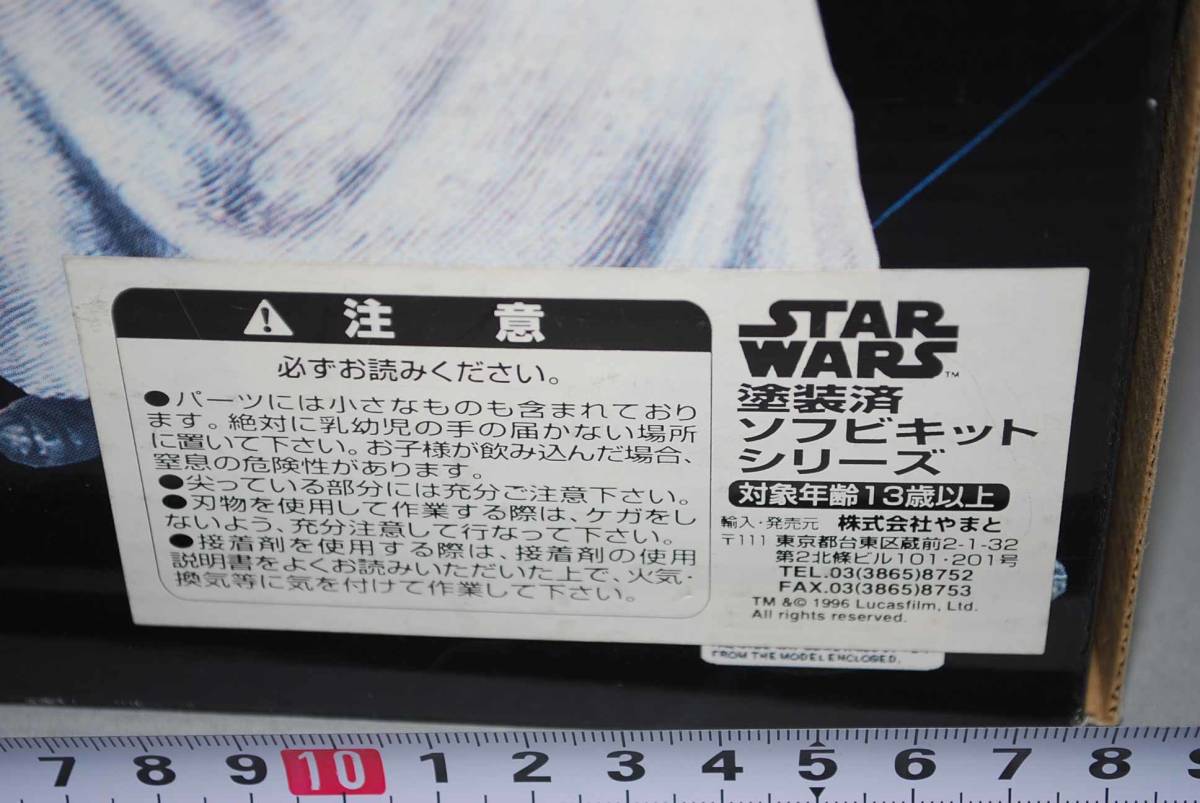 注意
必ずお読みください。
●パーツには小さなものも含まれており
ます。絶対に乳幼児の手の届かない場所
に置いて下さい。お子様が飲み込んだ場合、
窒息の危険性があります。
●尖っている部分には充分ご注意下さい。
●刃物を使用して作業する際は、ケガをし
ないよう、充分注意して行なって下さい。
●接着剤を使用する際は、接着剤の使用
説明書をよくお読みいただいた上で、火気・
換気等に気を付けて作業して下さい。
STAR
WARS™
塗装済
ソフビキット
シリーズ
対象年齢13歳以上
輸入・発売元 株式会社やまと
〒111 東京都台東区蔵前2-1-32
第2北條ビル101・201号
TEL.03(3865)8752
FAX.03(3865)8753
TM & © 1996 Lucasfilm, Ltd.
All rights reserved.
FROM THE MODEL ENCLOSED.
7 8 9 10 1 2 3 4 5 6 7 8